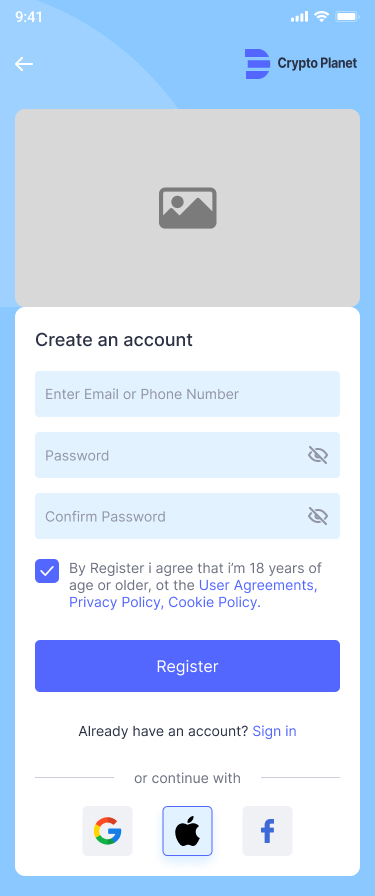 9:41
Crypto Planet
Create an account
Enter Email or Phone Number
Password
Confirm Password
By Register i agree that i’m 18 years of
age or older, ot the User Agreements,
Privacy Policy, Cookie Policy.
Register
Already have an account? Sign in
or continue with